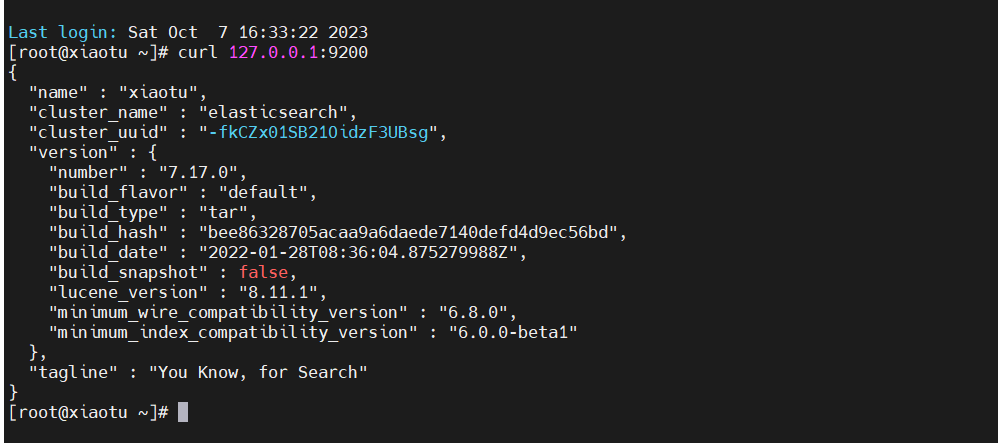 Last login: Sat Oct  7 16:33:22 2023
[root@xiaotu ~]# curl 127.0.0.1:9200
{
  "name" : "xiaotu",
  "cluster_name" : "elasticsearch",
  "cluster_uuid" : "-fkCZx01SB21OidzF3UBsg",
  "version" : {
    "number" : "7.17.0",
    "build_flavor" : "default",
    "build_type" : "tar",
    "build_hash" : "bee86328705acaa9a6daede7140defd4d9ec56bd",
    "build_date" : "2022-01-28T08:36:04.875279988Z",
    "build_snapshot" : false,
    "lucene_version" : "8.11.1",
    "minimum_wire_compatibility_version" : "6.8.0",
    "minimum_index_compatibility_version" : "6.0.0-beta1"
  },
  "tagline" : "You Know, for Search"
}
[root@xiaotu ~]#